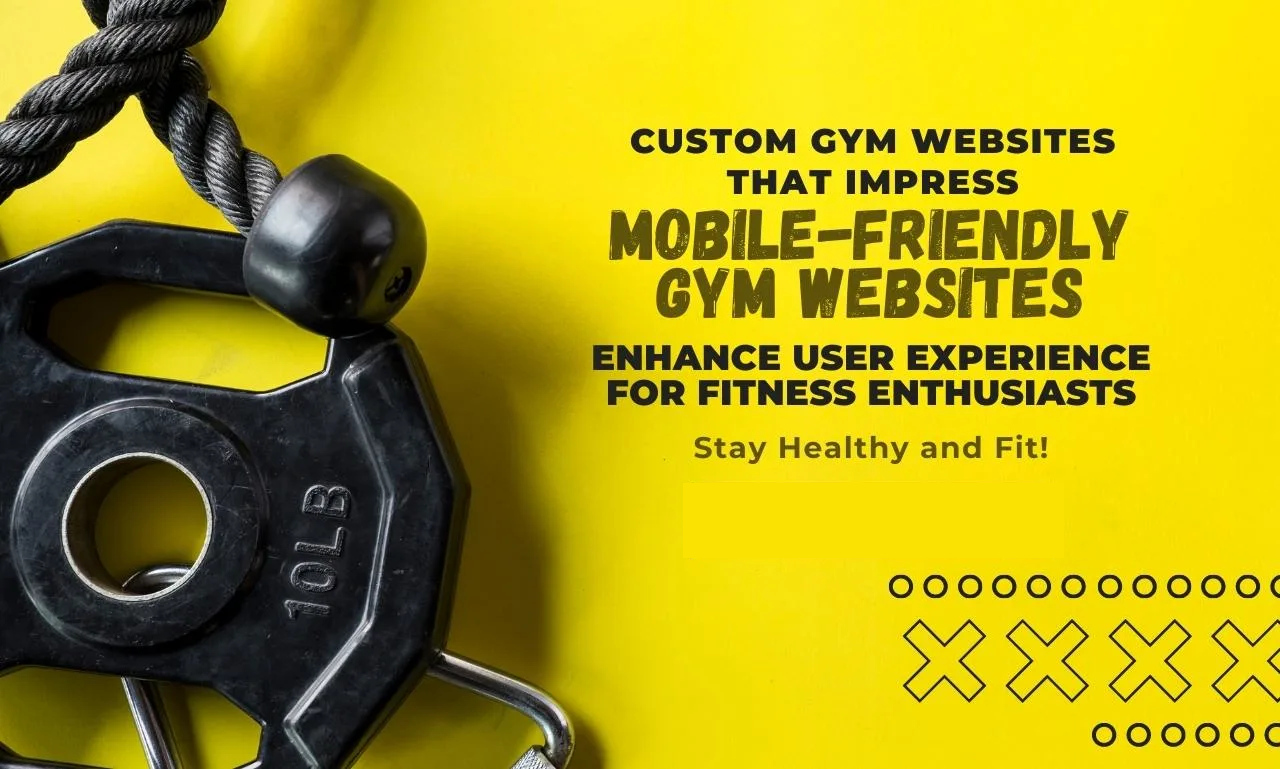 CUSTOM GYM WEBSITES
THAT IMPRESS
MOBILE-FRIENDLY
GYM WEBSITES
ENHANCE USER EXPERIENCE
FOR FITNESS ENTHUSIASTS
Stay Healthy and Fit!
10LB